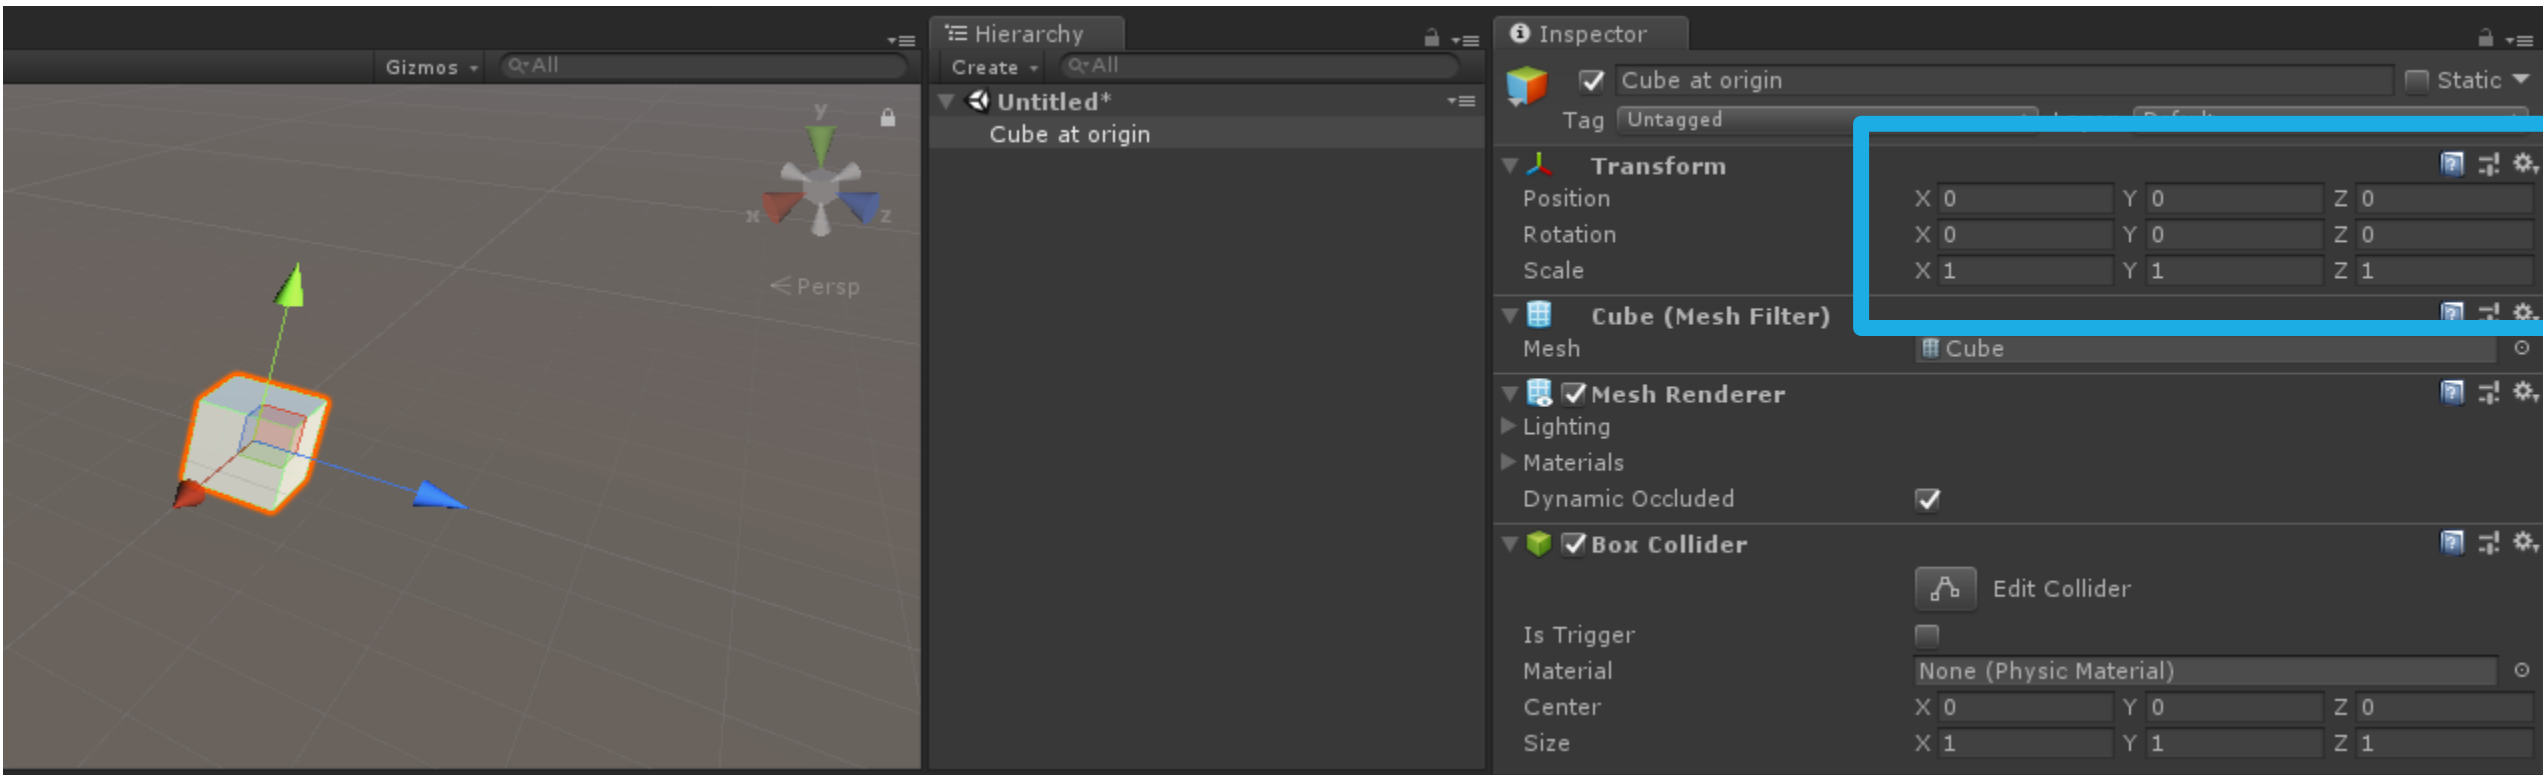 Gizmos
All
y
x
z
Persp
Hierarchy
Create
All
Untitled*
Cube at origin
Inspector
Cube at origin
Static
Tag Untagged
Transform
Position X 0 Y 0 Z 0
Rotation X 0 Y 0 Z 0
Scale X 1 Y 1 Z 1
Cube (Mesh Filter)
Mesh Cube
Mesh Renderer
Lighting
Materials
Dynamic Occluded
Box Collider
Edit Collider
Is Trigger
Material None (Physic Material)
Center X 0 Y 0 Z 0
Size X 1 Y 1 Z 1